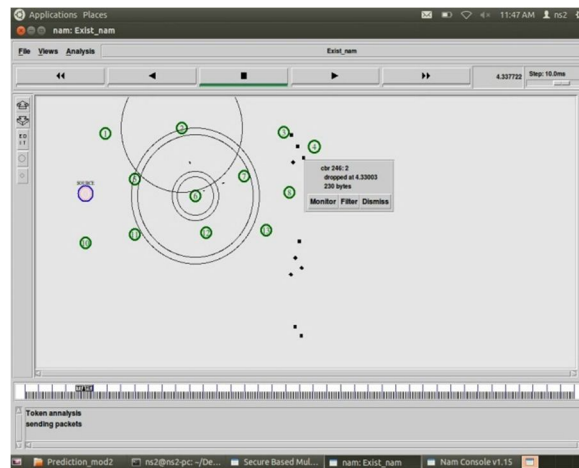 Applications Places
11:47 AM ns2
nam: Exist_nam
File Views Analysis
Exist_nam
4.337722 Step: 10.0ms
EDIT
1
2
3
4
SOURCE
7
8
6
10
11
12
13
cbr 246: 2
dropped at 4.33003
230 bytes
Monitor Filter Dismiss
Token annalysis
sending packets
Prediction_mod2 ns2@ns2-pc: ~/De... Secure Based Mul... nam: Exist_nam Nam Console v1.15